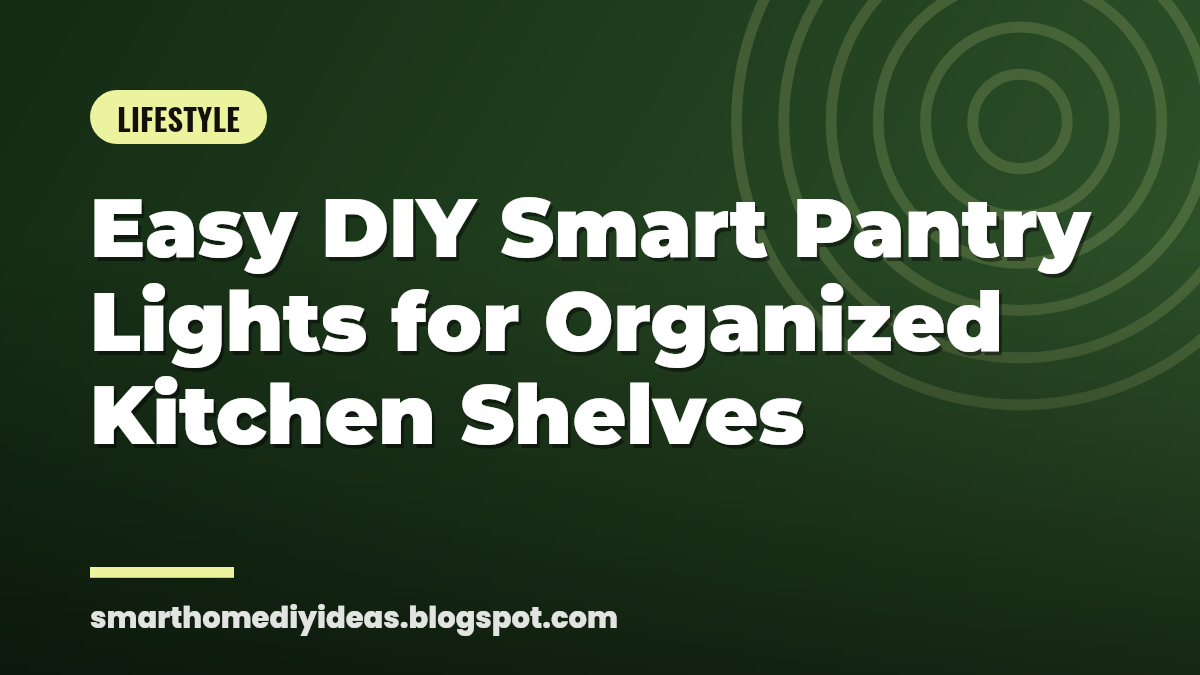 LIFESTYLE
Easy DIY Smart Pantry
Lights for Organized
Kitchen Shelves
smarthomediyideas.blogspot.com